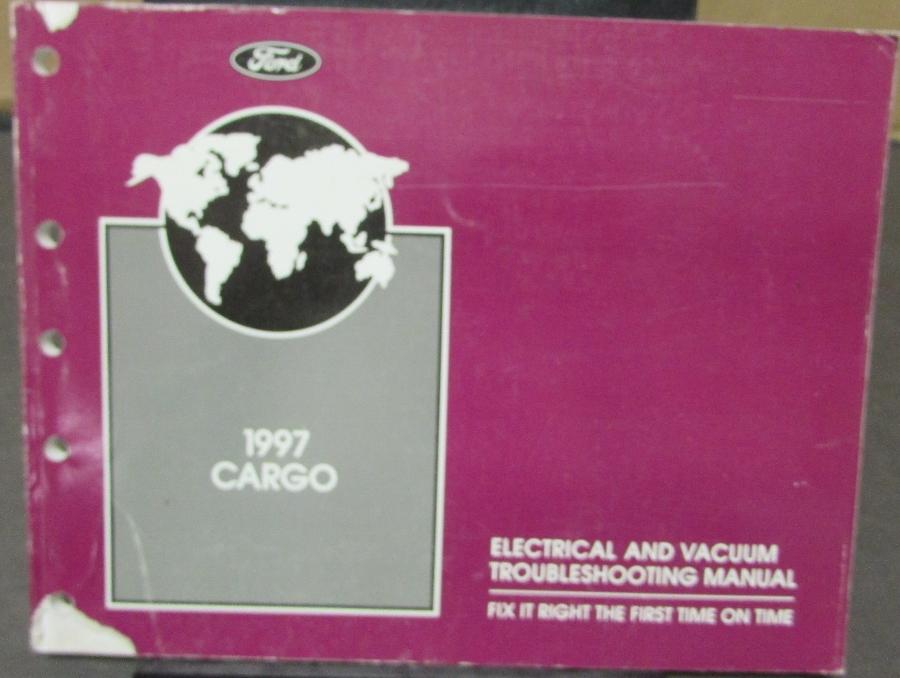 Ford
1997
CARGO
ELECTRICAL AND VACUUM
TROUBLESHOOTING MANUAL
FIX IT RIGHT THE FIRST TIME ON TIME